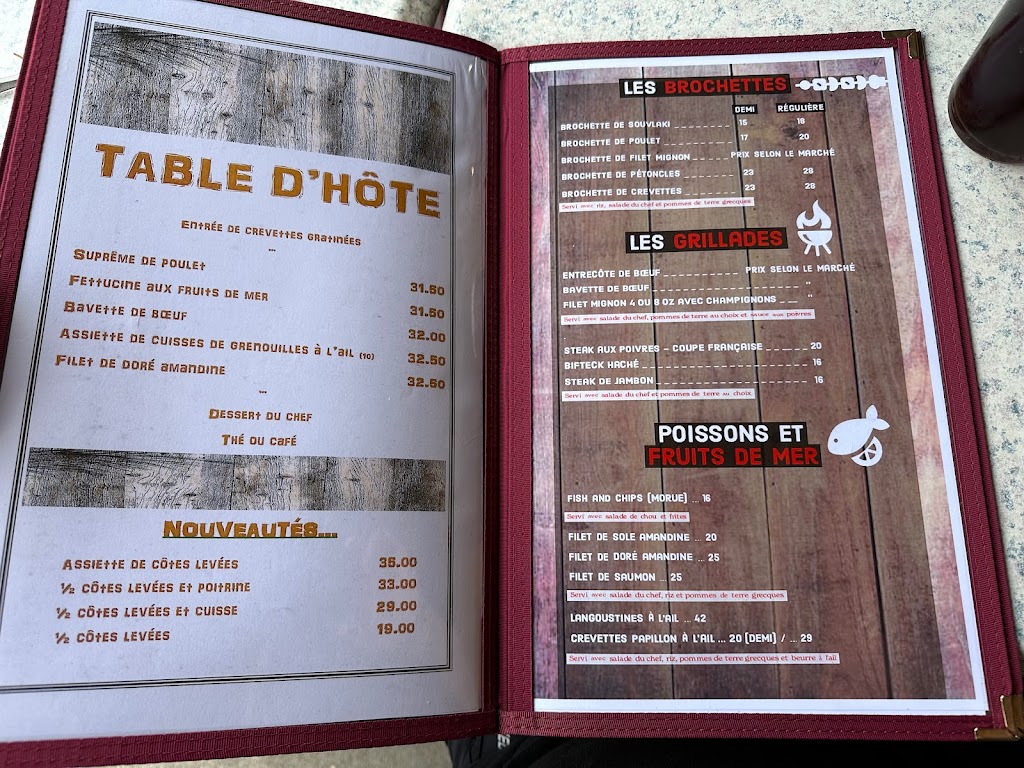 TABLE D'HÔTE
Entrée de crevettes gratinées
...
Suprême de poulet 31.50
Fettucine aux fruits de mer 31.50
Bavette de bœuf 32.00
Assiette de cuisses de grenouilles à l'ail (10) 32.50
Filet de doré amandine 32.50
...
Dessert du chef
Thé ou café
Nouveautés...
Assiette de côtes levées 35.00
½ côtes levées et poitrine 33.00
½ côtes levées et cuisse 29.00
½ côtes levées 19.00
LES BROCHETTES
DEMI RÉGULIÈRE
BROCHETTE DE SOUVLAKI 15 18
BROCHETTE DE POULET 17 20
BROCHETTE DE FILET MIGNON PRIX SELON LE MARCHÉ
BROCHETTE DE PÉTONCLES 23 28
BROCHETTE DE CREVETTES 23 28
Servi avec riz, salade du chef et pommes de terre grecques
LES GRILLADES
ENTRECÔTE DE BŒUF PRIX SELON LE MARCHÉ
BAVETTE DE BŒUF "
FILET MIGNON 4 OU 8 OZ AVEC CHAMPIGNONS "
Servi avec salade du chef, pommes de terre au choix et sauce aux poivres
STEAK AUX POIVRES - COUPE FRANÇAISE 20
BIFTECK HACHÉ 16
STEAK DE JAMBON 16
Servi avec salade du chef et pommes de terre au choix
POISSONS ET
FRUITS DE MER
FISH AND CHIPS (MORUE) ... 16
Servi avec salade de chou et frites
FILET DE SOLE AMANDINE ... 20
FILET DE DORÉ AMANDINE ... 25
FILET DE SAUMON ... 25
Servi avec salade du chef, riz et pommes de terre grecques
LANGOUSTINES À L'AIL ... 42
CREVETTES PAPILLON À L'AIL ... 20 (DEMI) / ... 29
Servi avec salade du chef, riz, pommes de terre grecques et beurre à l'ail